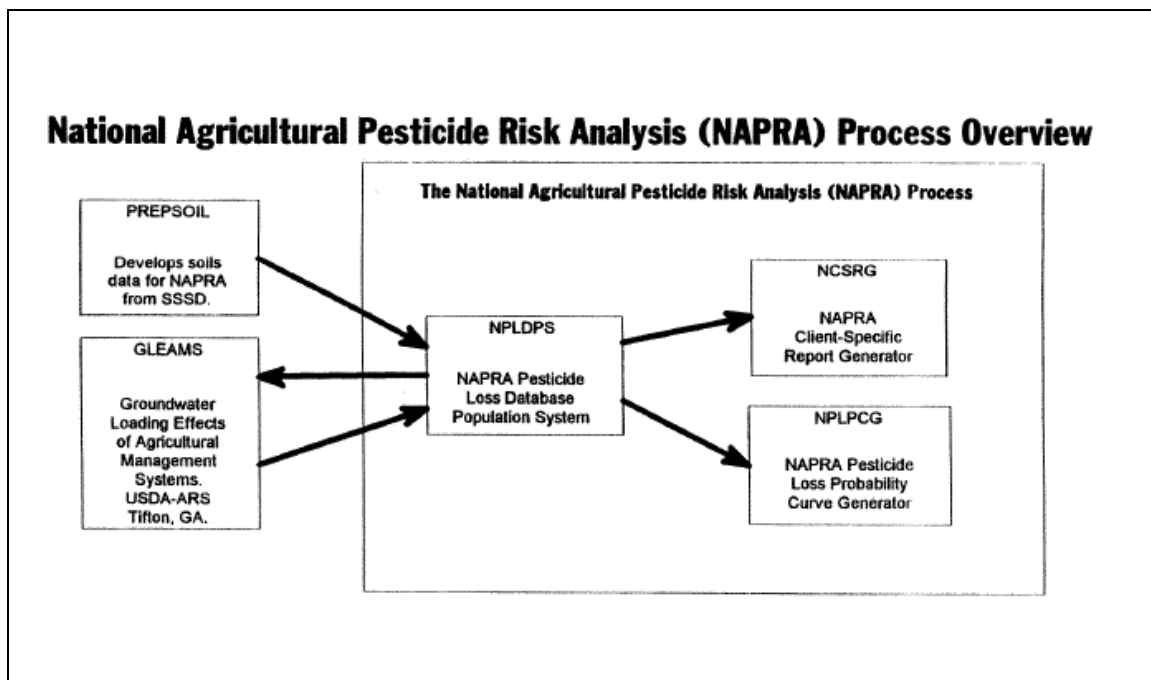 National Agricultural Pesticide Risk Analysis (NAPRA) Process Overview
The National Agricultural Pesticide Risk Analysis (NAPRA) Process
PREPSOIL
Develops soils
data for NAPRA
from SSSD.
GLEAMS
Groundwater
Loading Effects
of Agricultural
Management
Systems.
USDA-ARS
Tifton, GA.
NPLDPS
NAPRA Pesticide
Loss Database
Population System
NCSRG
NAPRA
Client-Specific
Report Generator
NPLPCG
NAPRA Pesticide
Loss Probability
Curve Generator